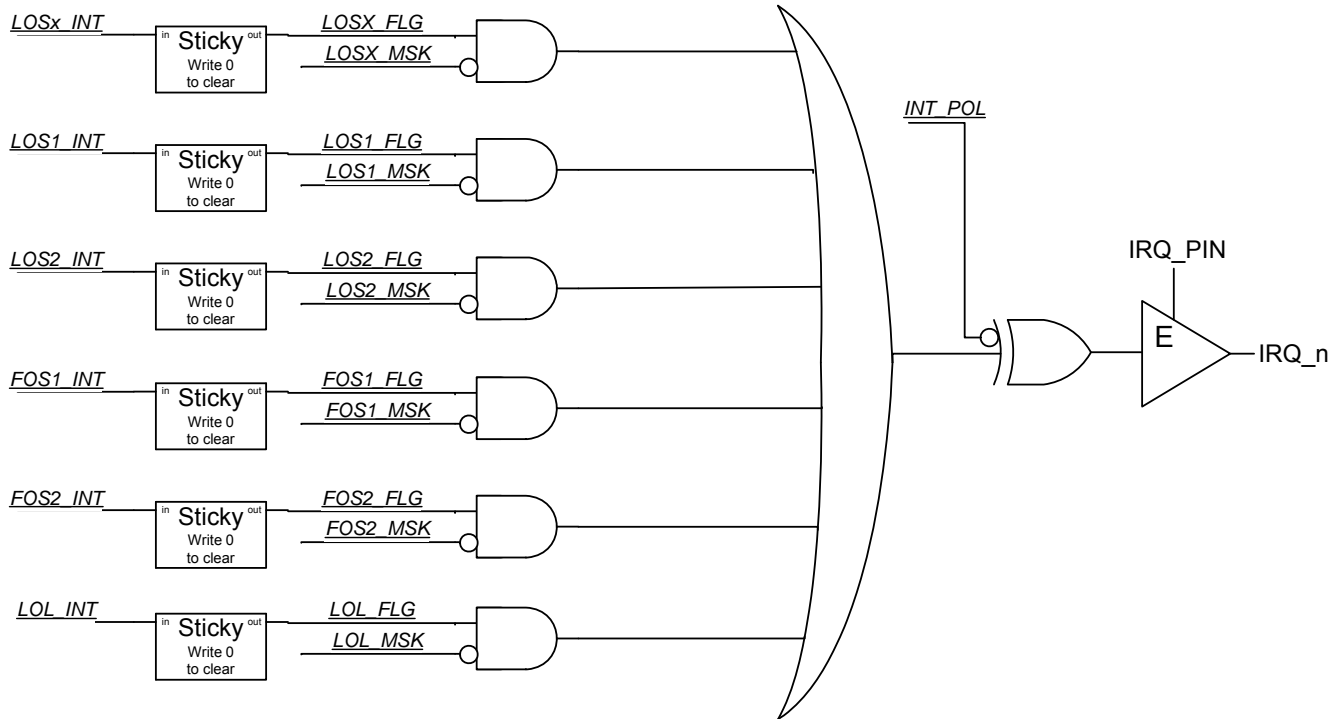 LOSx_INT
in Sticky out
Write 0
to clear
LOSX_FLG
LOSX_MSK
LOS1_INT
in Sticky out
Write 0
to clear
LOS1_FLG
LOS1_MSK
LOS2_INT
in Sticky out
Write 0
to clear
LOS2_FLG
LOS2_MSK
FOS1_INT
in Sticky out
Write 0
to clear
FOS1_FLG
FOS1_MSK
FOS2_INT
in Sticky out
Write 0
to clear
FOS2_FLG
FOS2_MSK
LOL_INT
in Sticky out
Write 0
to clear
LOL_FLG
LOL_MSK
INT_POL
IRQ_PIN
E
IRQ_n